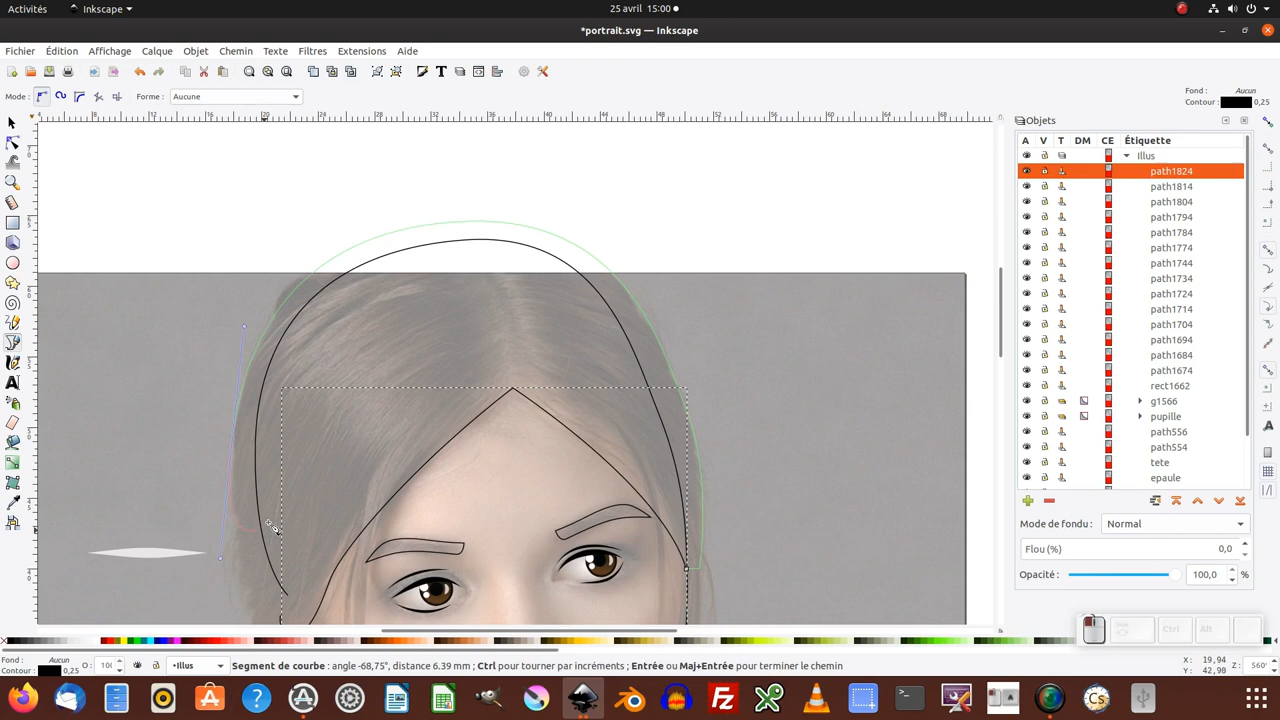 Activités
Inkscape
25 avril 15:00
*portrait.svg — Inkscape
Fichier Édition Affichage Calque Objet Chemin Texte Filtres Extensions Aide
Mode :
Forme : Aucune
Fond : Aucun
Contour : 0,25
Objets
A V T DM CE Étiquette
Illus
path1824
path1814
path1804
path1794
path1784
path1774
path1744
path1734
path1724
path1714
path1704
path1694
path1684
path1674
rect1662
g1566
pupille
path556
path554
tete
epaule
Mode de fondu : Normal
Flou (%) 0,0
Opacité : 100,0 %
Ctrl Alt
Fond : Aucun
Contour : 0,25
O :
•Illus
Segment de courbe : angle -68,75°, distance 6.39 mm ; Ctrl pour tourner par incréments ; Entrée ou Maj+Entrée pour terminer le chemin
X : 19,94
Y : 42,90
Z : 560